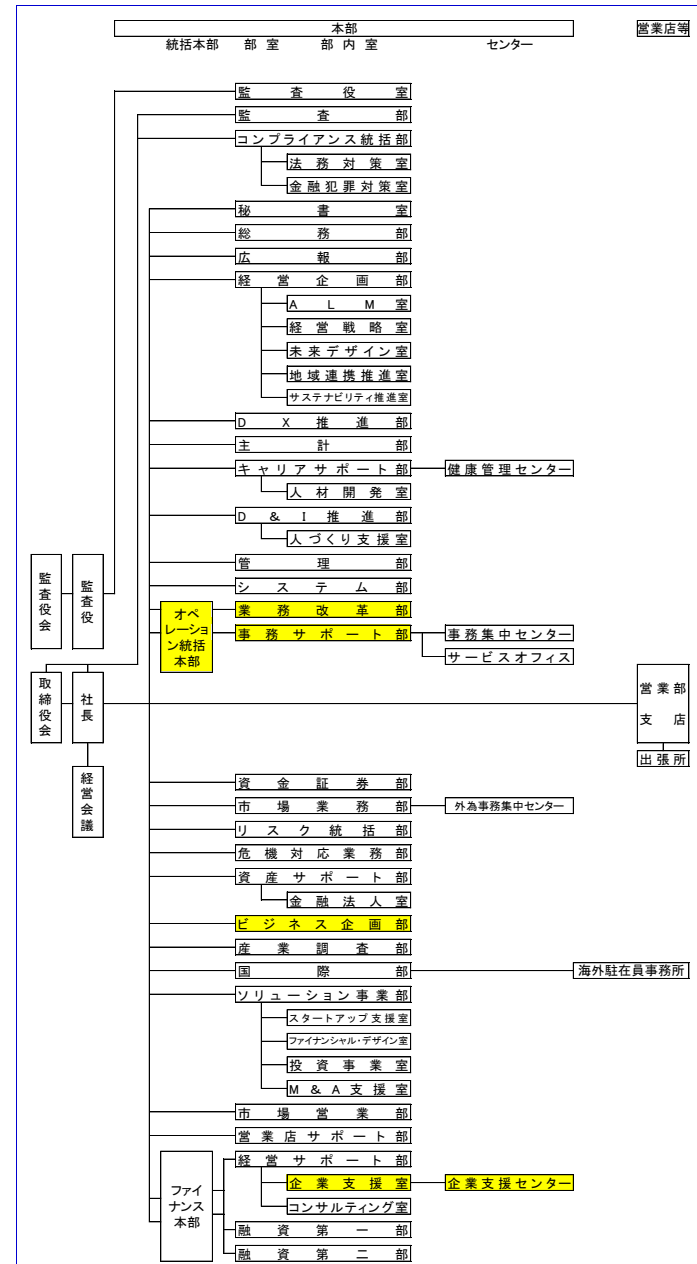 本部
営業店等
統括本部 部室 部内室 センター
監査役室
監査部
コンプライアンス統括部
法務対策室
金融犯罪対策室
秘書室
総務部
広報部
経営企画部
ALM室
経営戦略室
未来デザイン室
地域連携推進室
サステナビリティ推進室
DX推進部
主計部
キャリアサポート部
健康管理センター
人材開発室
D&I推進部
人づくり支援室
管理部
システム部
監査役会
監査役
オペ
レーショ
ン統括
本部
業務改革部
事務サポート部
事務集中センター
サービスオフィス
取締役会
社長
経営会議
営業部
支店
出張所
資金証券部
市場業務部
外為事務集中センター
リスク統括部
危機対応業務部
資産サポート部
金融法人室
ビジネス企画部
産業調査部
国際部
海外駐在員事務所
ソリューション事業部
スタートアップ支援室
ファイナンシャル・デザイン室
投資事業室
M&A支援室
市場営業部
営業店サポート部
ファイ
ナンス
本部
経営サポート部
企業支援室
企業支援センター
コンサルティング室
融資第一部
融資第二部